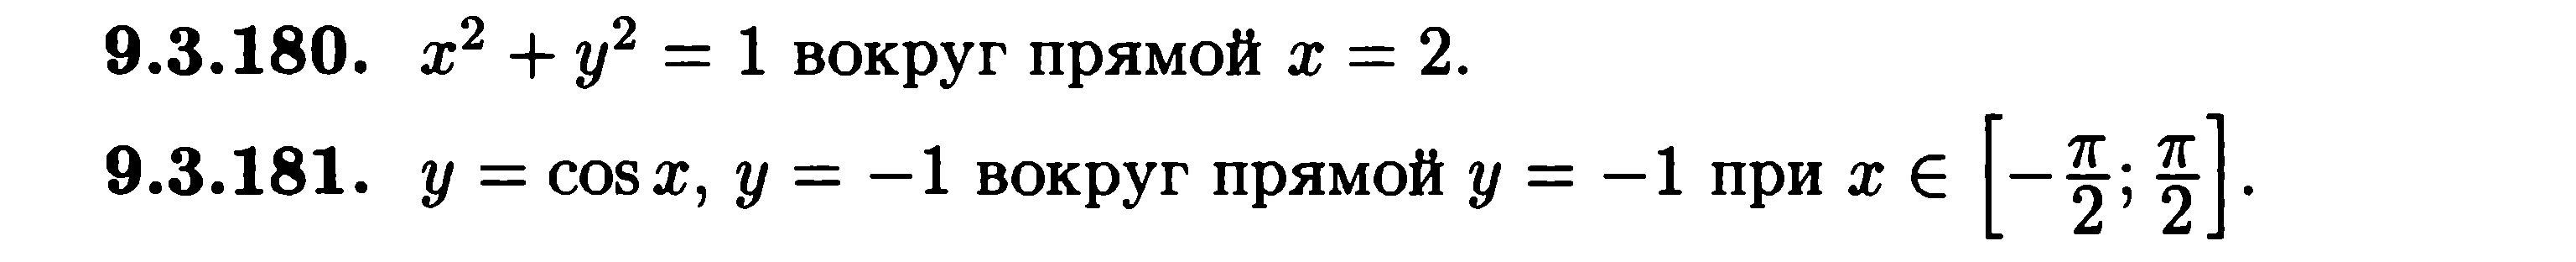 9.3.180. x² + y² = 1 вокруг прямой x = 2.
9.3.181. y = cos x, y = −1 вокруг прямой y = −1 при x ∈ [−π/2; π/2].